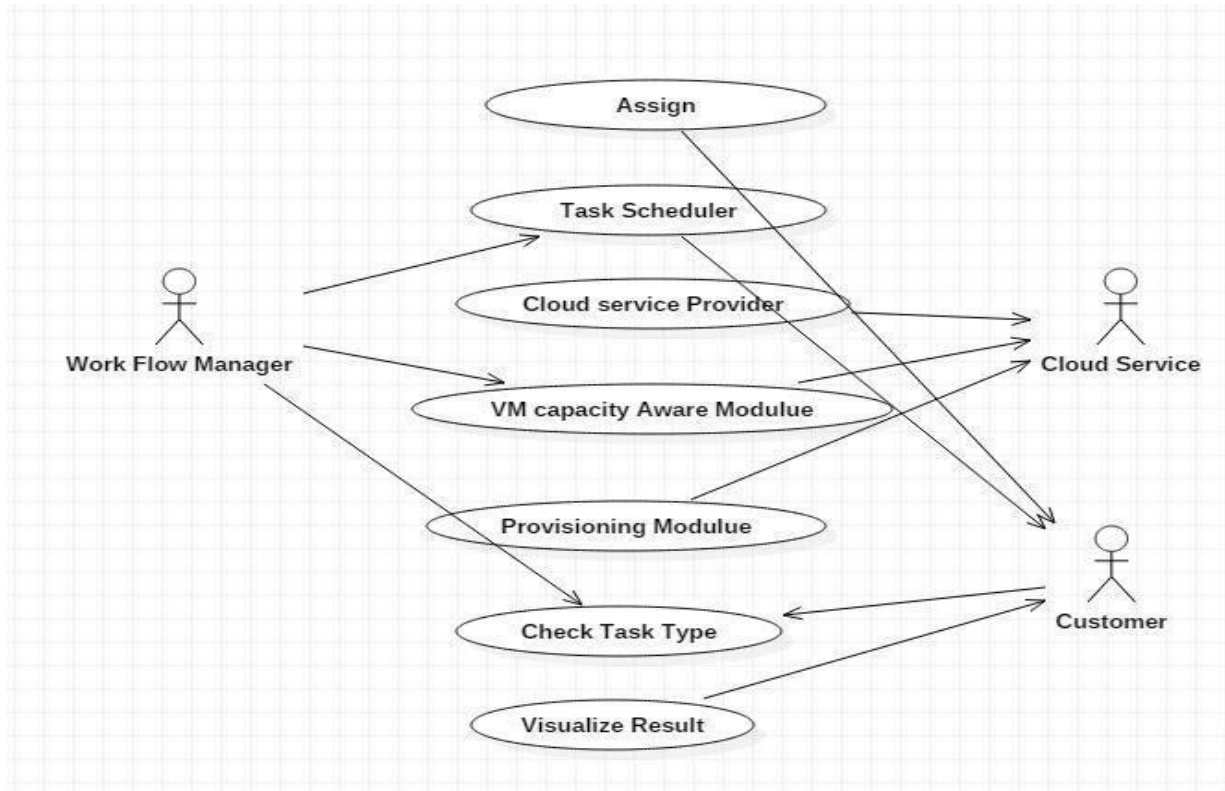 Assign
Task Scheduler
Cloud service Provider
Work Flow Manager
Cloud Service
VM capacity Aware Modulue
Provisioning Modulue
Check Task Type
Customer
Visualize Result